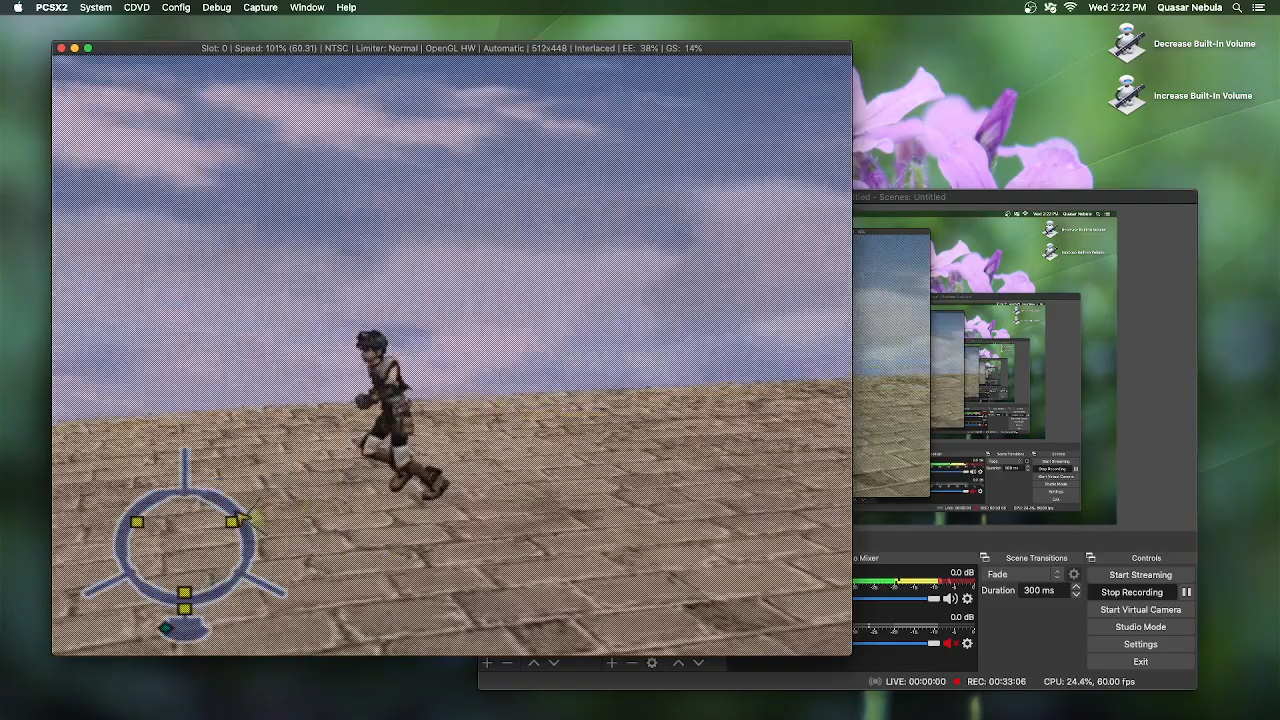 PCSX2 System CDVD Config Debug Capture Window Help
Wed 2:22 PM Quasar Nebula
Slot: 0 | Speed: 101% (60.31) | NTSC | Limiter: Normal | OpenGL HW | Automatic | 512x448 | Interlaced | EE: 38% | GS: 14%
Decrease Built-In Volume
Increase Built-In Volume
- Scenes: Untitled
Mixer
Scene Transitions
Controls
0.0 dB
Fade
Start Streaming
Duration 300 ms
Stop Recording
Start Virtual Camera
0.0 dB
Studio Mode
Settings
Exit
LIVE: 00:00:00 REC: 00:33:06 CPU: 24.4%, 60.00 fps